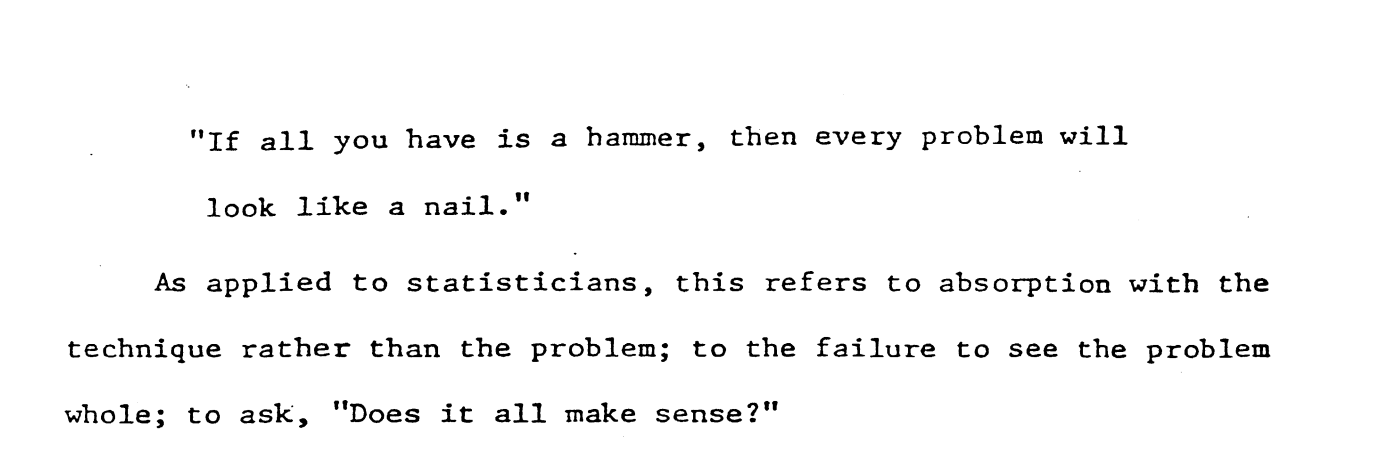 "If all you have is a hammer, then every problem will
look like a nail."
As applied to statisticians, this refers to absorption with the
technique rather than the problem; to the failure to see the problem
whole; to ask, "Does it all make sense?"